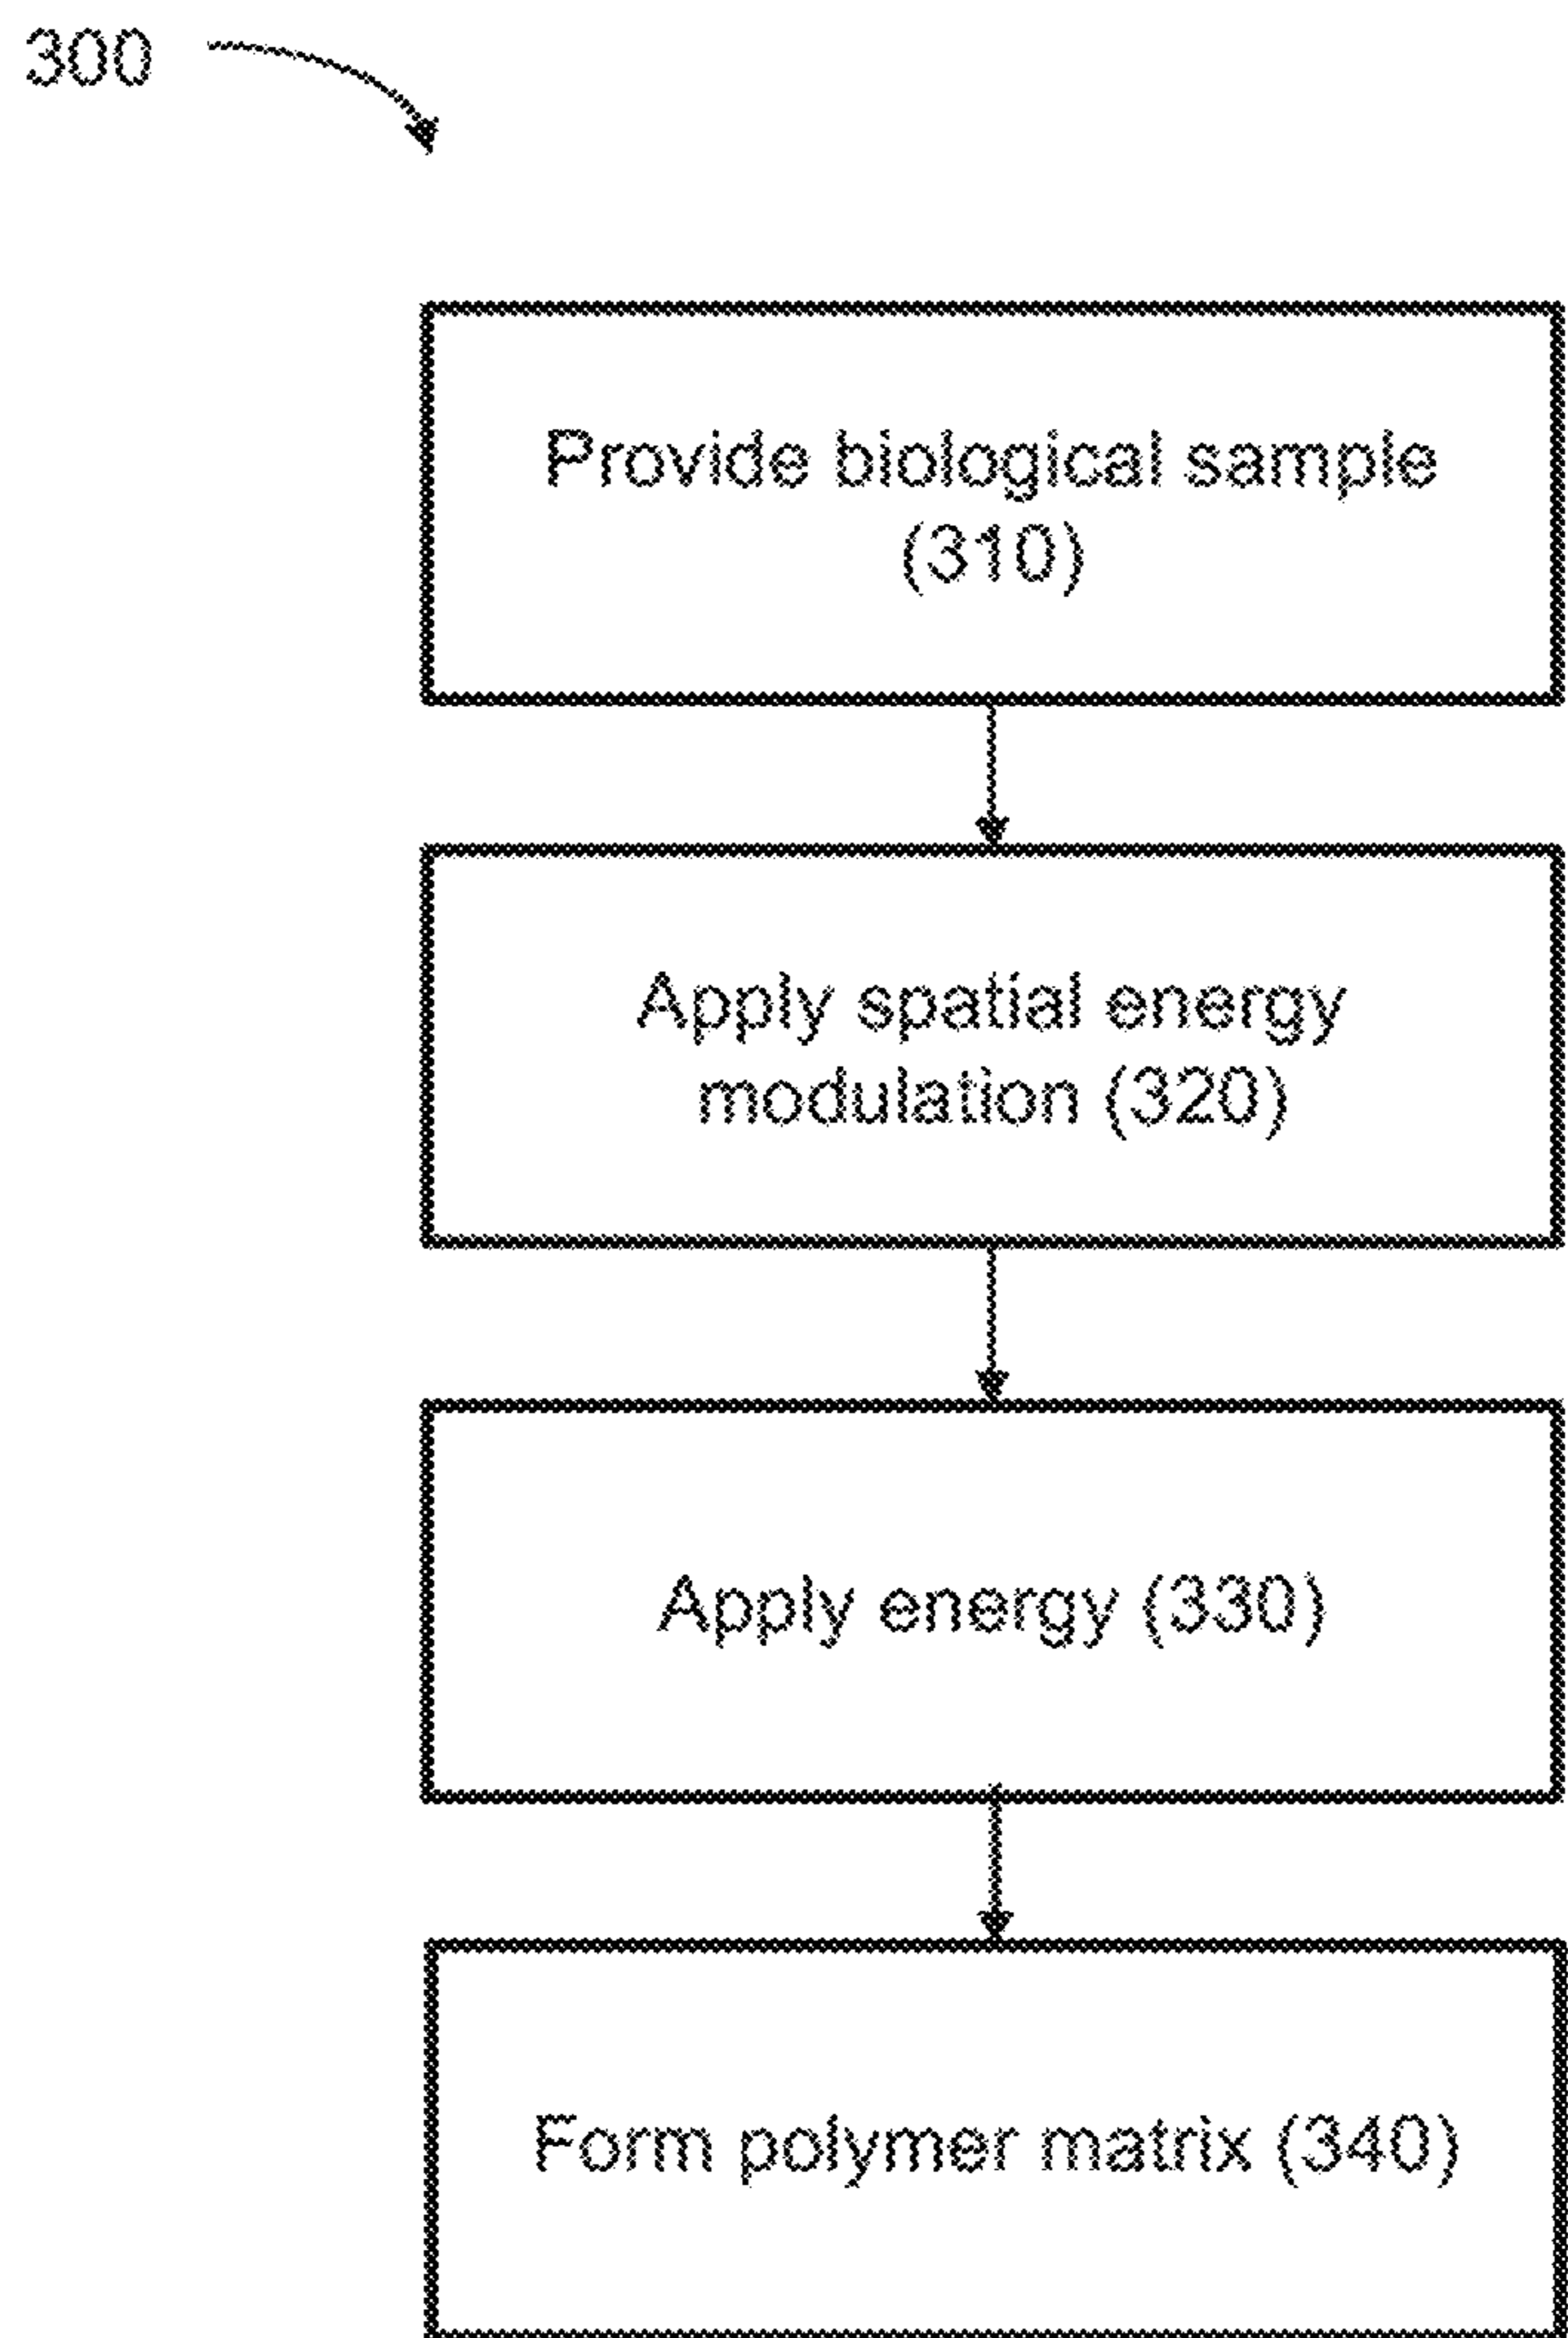 300
Provide biological sample
(310)
Apply spatial energy
modulation (320)
Apply energy (330)
Form polymer matrix (340)